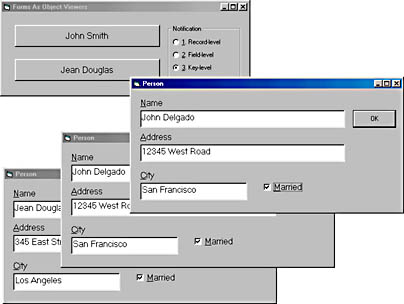 Forms As Object Viewers
John Smith
Jean Douglas
Notification
1 Record-level
2 Field-level
3 Key-level
Person
Name
John Delgado
OK
Address
12345 West Road
City
San Francisco
Married
Person
Name
John Delgado
Address
12345 West Ro
City
San Francisco
Married
Person
Name
Jean Dougla
Address
345 East Str
City
Los Angeles
Married